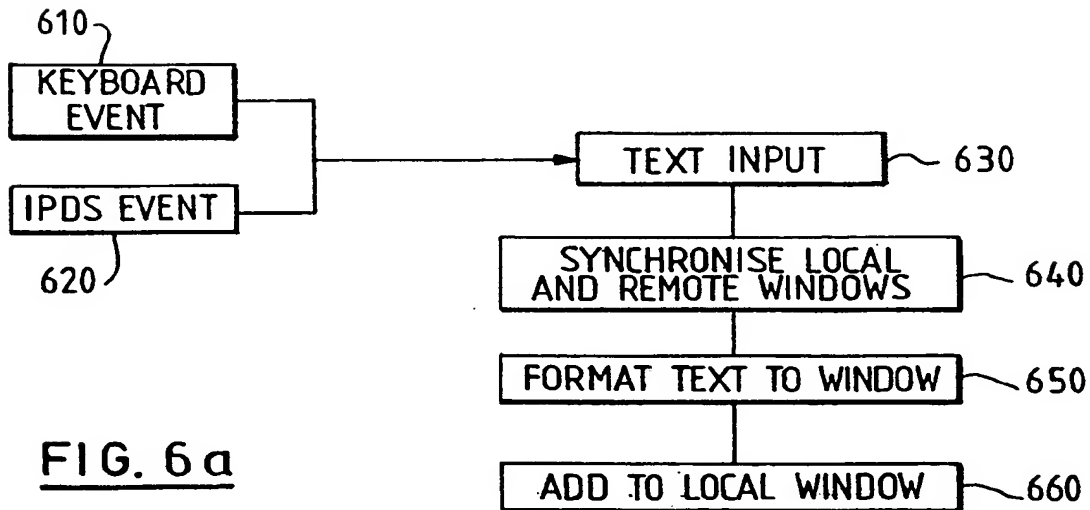 610
KEYBOARD
EVENT
IPDS EVENT
620
TEXT INPUT
630
SYNCHRONISE LOCAL
AND REMOTE WINDOWS
640
FORMAT TEXT TO WINDOW
650
ADD TO LOCAL WINDOW
660
FIG. 6a